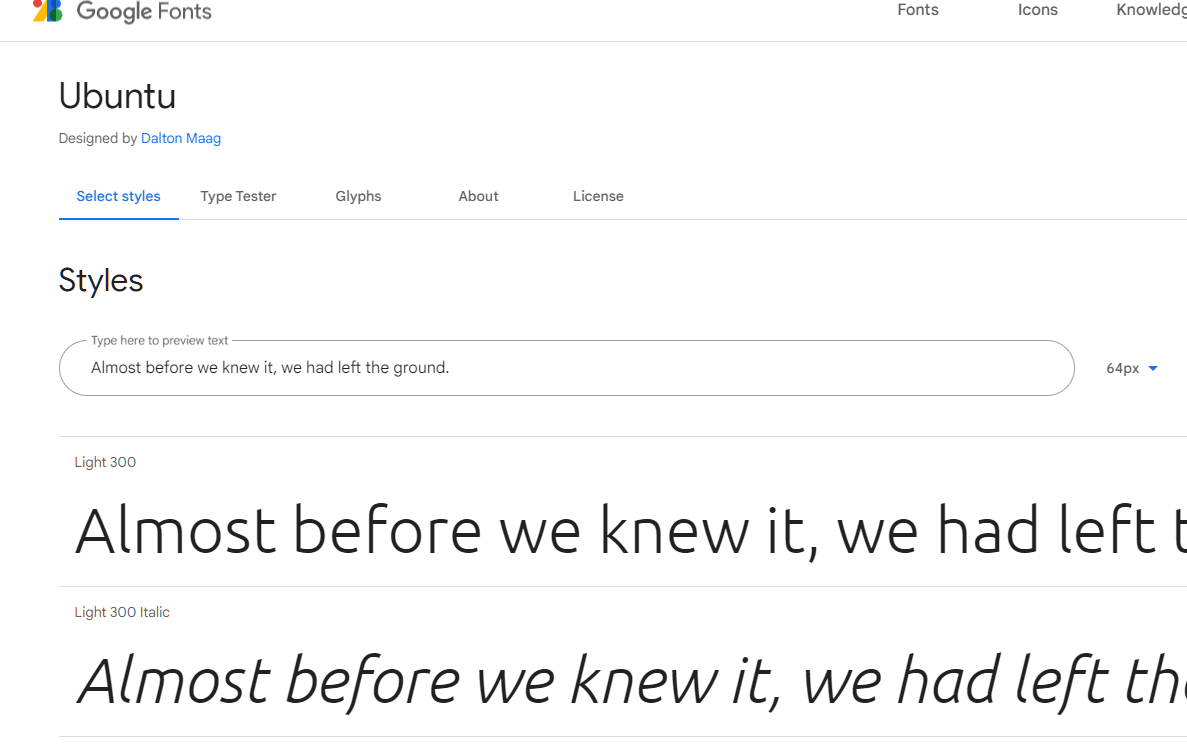 Google Fonts Fonts Icons Knowledg
Ubuntu
Designed by Dalton Maag
Select styles Type Tester Glyphs About License
Styles
Type here to preview text
Almost before we knew it, we had left the ground.
64px
Light 300
Almost before we knew it, we had left t
Light 300 Italic
Almost before we knew it, we had left the